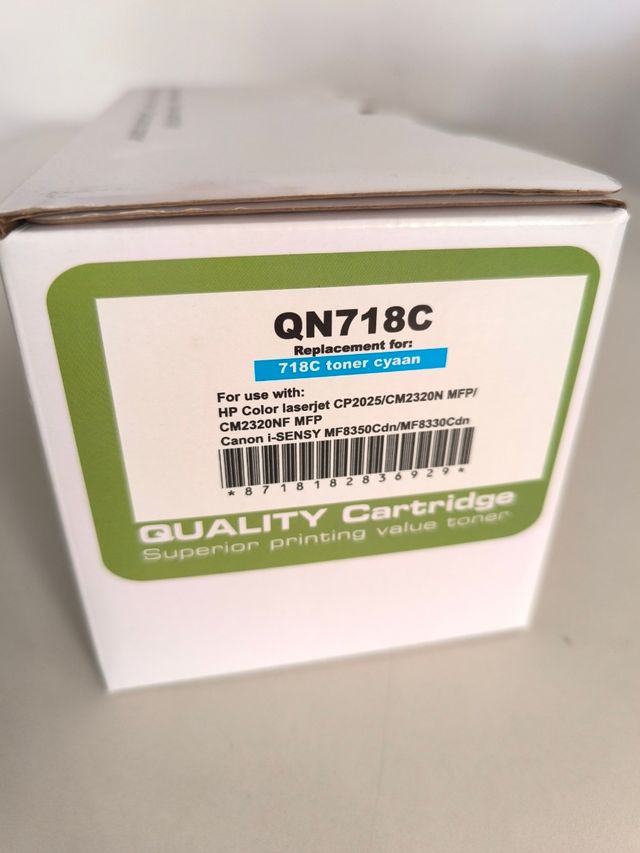 QN718C
Replacement for:
718C toner cyaan
For use with:
HP Color laserjet CP2025/CM2320N MFP/
CM2320NF MFP
Canon i-SENSY MF8350Cdn/MF8330Cdn
*8718182836929*
QUALITY Cartridge
Superior printing value toner